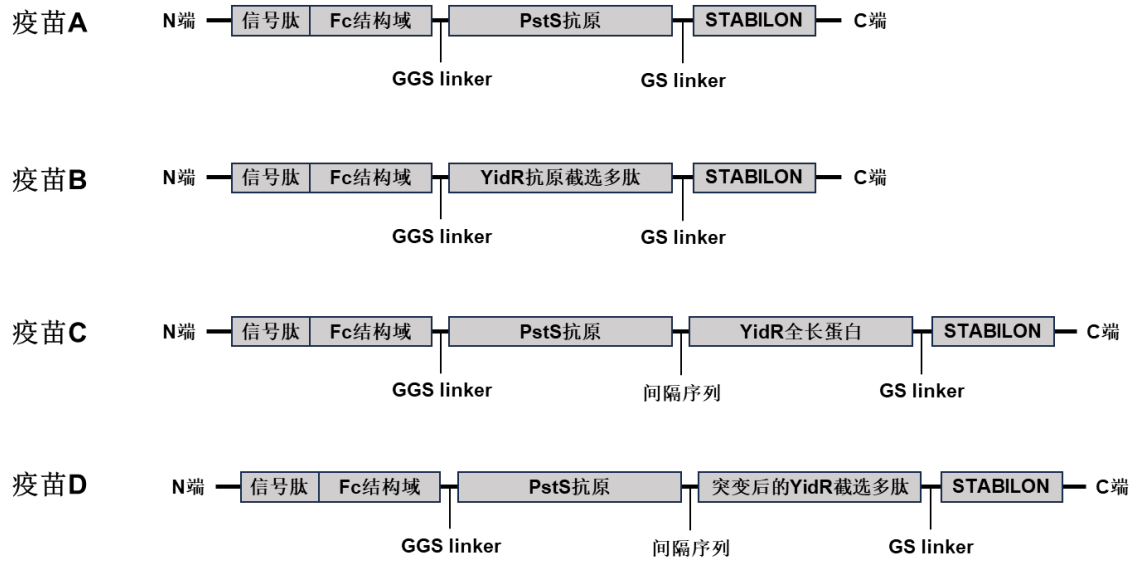 疫苗A N端 信号肽 Fc结构域 PstS抗原 STABILON C端
GGS linker GS linker
疫苗B N端 信号肽 Fc结构域 YidR抗原截选多肽 STABILON C端
GGS linker GS linker
疫苗C N端 信号肽 Fc结构域 PstS抗原 YidR全长蛋白 STABILON C端
GGS linker 间隔序列 GS linker
疫苗D N端 信号肽 Fc结构域 PstS抗原 突变后的YidR截选多肽 STABILON C端
GGS linker 间隔序列 GS linker